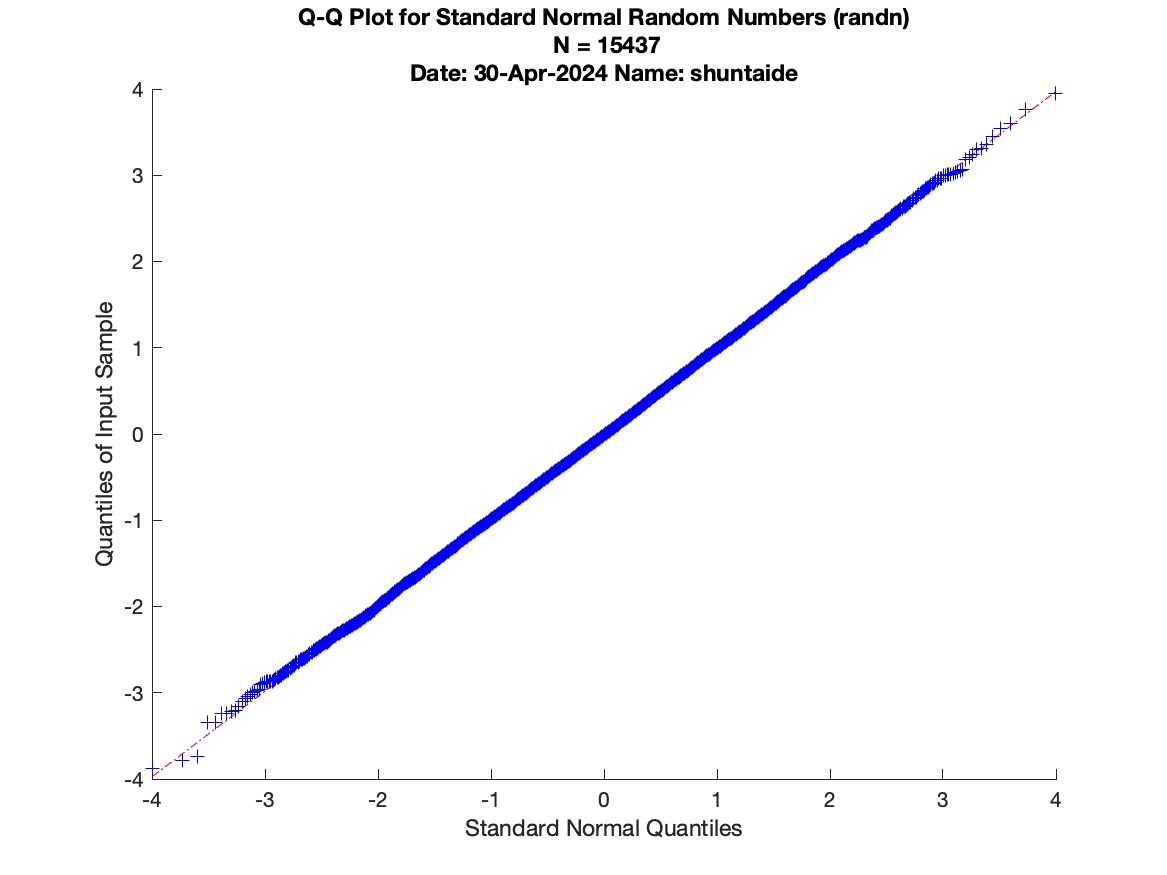 Q-Q Plot for Standard Normal Random Numbers (randn)
N = 15437
Date: 30-Apr-2024 Name: shuntaide
4
3
2
1
0
-1
-2
-3
-4
Quantiles of Input Sample
-4 -3 -2 -1 0 1 2 3 4
Standard Normal Quantiles